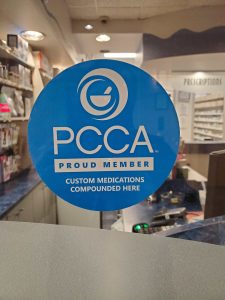 PRESCRIPTIONS
PCCA
PROUD MEMBER
CUSTOM MEDICATIONS
COMPOUNDED HERE